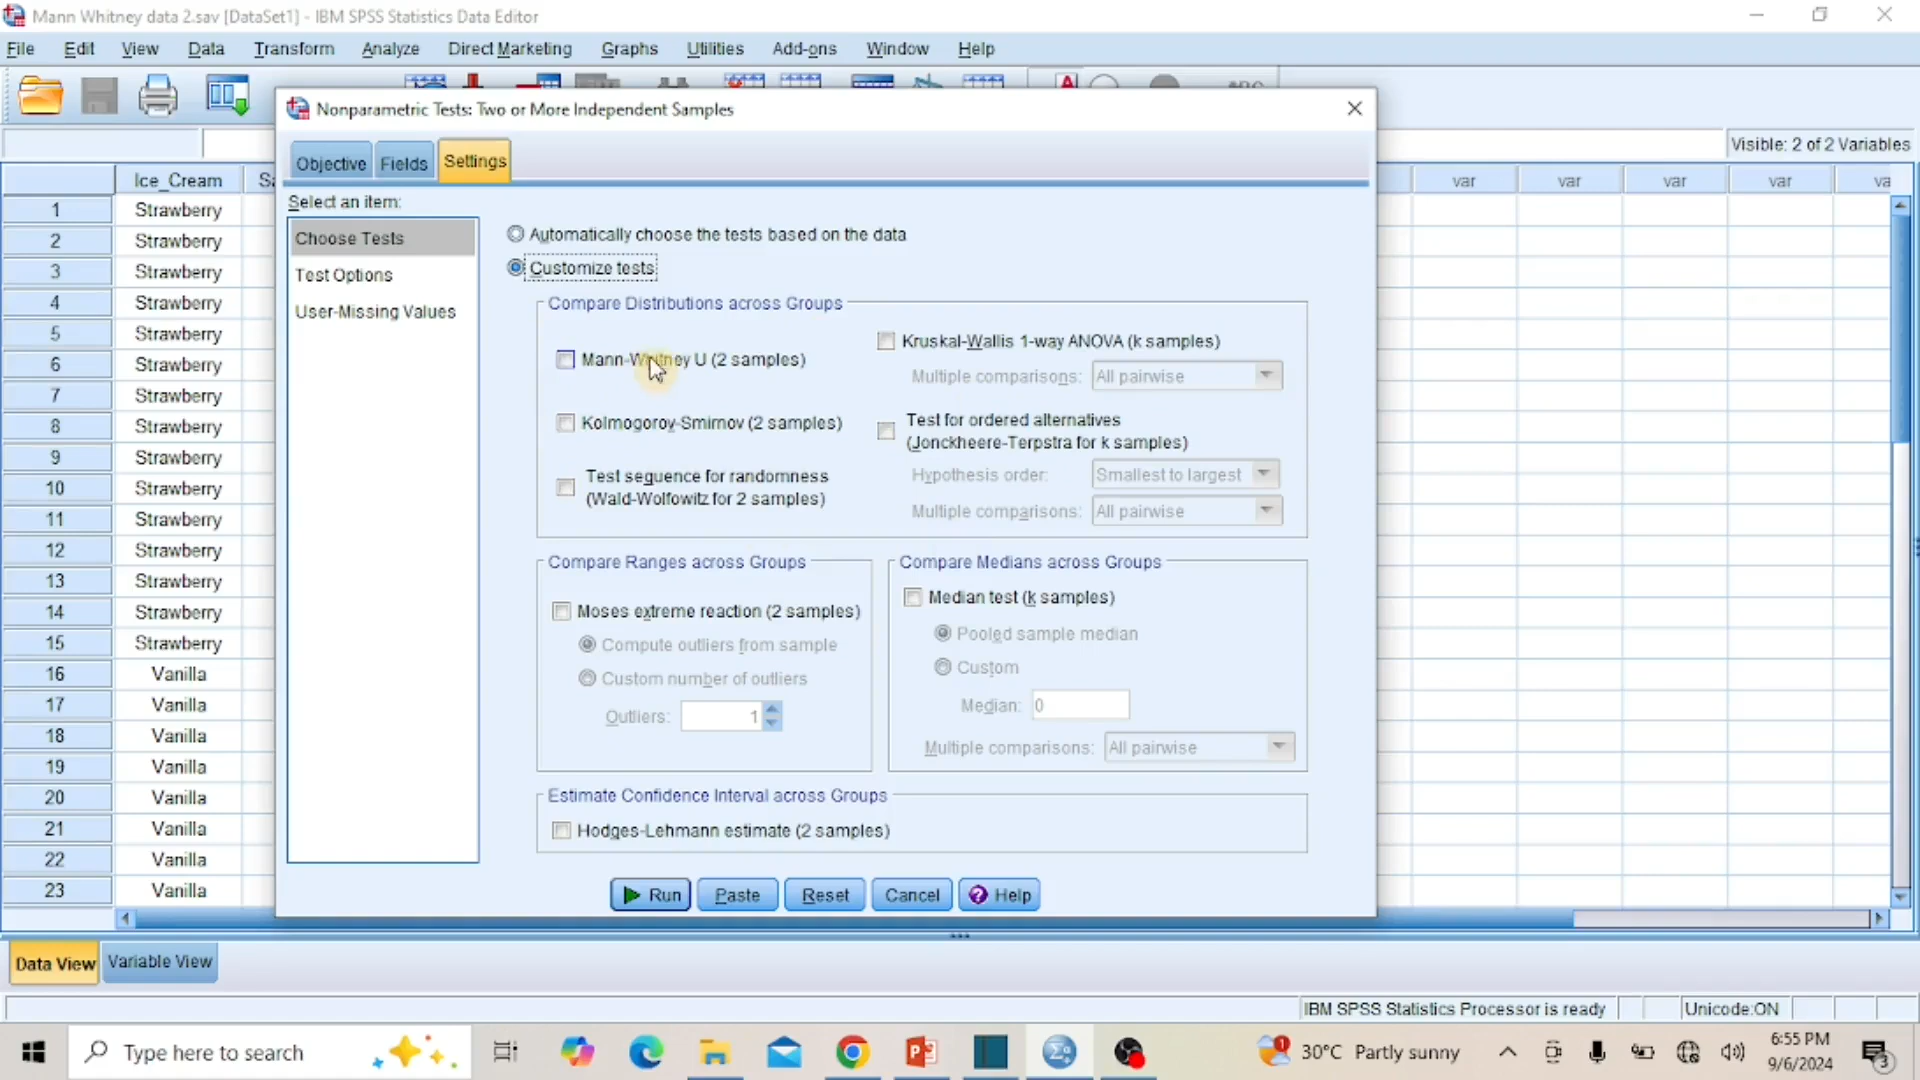 Mann Whitney data 2.sav [DataSet1] - IBM SPSS Statistics Data Editor
File Edit View Data Transform Analyze Direct Marketing Graphs Utilities Add-ons Window Help
Nonparametric Tests: Two or More Independent Samples
Visible: 2 of 2 Variables
Objective Fields Settings
Ice_Cream
var var var var va
Select an item:
Choose Tests
Test Options
User-Missing Values
Automatically choose the tests based on the data
Customize tests
Compare Distributions across Groups
Mann-Whitney U (2 samples)
Kolmogorov-Smirnov (2 samples)
Test sequence for randomness
(Wald-Wolfowitz for 2 samples)
Kruskal-Wallis 1-way ANOVA (k samples)
Multiple comparisons: All pairwise
Test for ordered alternatives
(Jonckheere-Terpstra for k samples)
Hypothesis order: Smallest to largest
Multiple comparisons: All pairwise
Compare Ranges across Groups
Moses extreme reaction (2 samples)
Compute outliers from sample
Custom number of outliers
Outliers: 1
Compare Medians across Groups
Median test (k samples)
Pooled sample median
Custom
Median: 0
Multiple comparisons: All pairwise
Estimate Confidence Interval across Groups
Hodges-Lehmann estimate (2 samples)
Run Paste Reset Cancel Help
1 Strawberry
2 Strawberry
3 Strawberry
4 Strawberry
5 Strawberry
6 Strawberry
7 Strawberry
8 Strawberry
9 Strawberry
10 Strawberry
11 Strawberry
12 Strawberry
13 Strawberry
14 Strawberry
15 Strawberry
16 Vanilla
17 Vanilla
18 Vanilla
19 Vanilla
20 Vanilla
21 Vanilla
22 Vanilla
23 Vanilla
Data View Variable View
IBM SPSS Statistics Processor is ready Unicode:ON
Type here to search
1 30°C Partly sunny
6:55 PM
9/6/2024
3